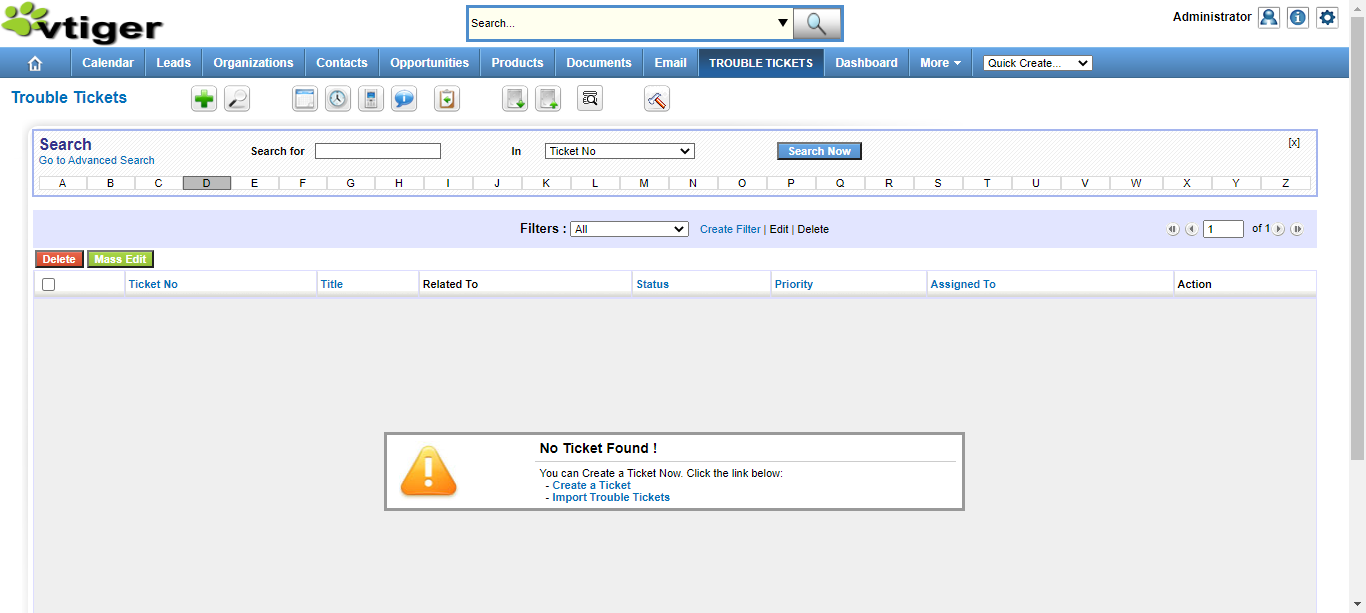 vtiger
Search...
Administrator
Calendar Leads Organizations Contacts Opportunities Products Documents Email TROUBLE TICKETS Dashboard More Quick Create...
Trouble Tickets
Search
[x]
Go to Advanced Search
Search for In Ticket No Search Now
A B C D E F G H I J K L M N O P Q R S T U V W X Y Z
Filters : All Create Filter | Edit | Delete 1 of 1
Delete Mass Edit
Ticket No Title Related To Status Priority Assigned To Action
No Ticket Found !
You can Create a Ticket Now. Click the link below:
- Create a Ticket
- Import Trouble Tickets